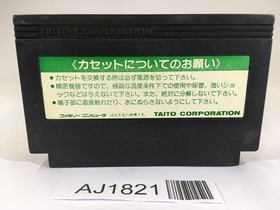 〈カセットについてのお願い〉
●カセットを交換する時は必ず電源を切って下さい。
●精密機器ですので、極端な温度条件下での使用や保管、強いショ
ックなどはさえないで下さい。また、絶対に分解しないで下さい。
●端子部に直接触れたり、水にぬらさないようにして下さい。
ファミリーコンピュータ
TAITO CORPORATION
AJ1821